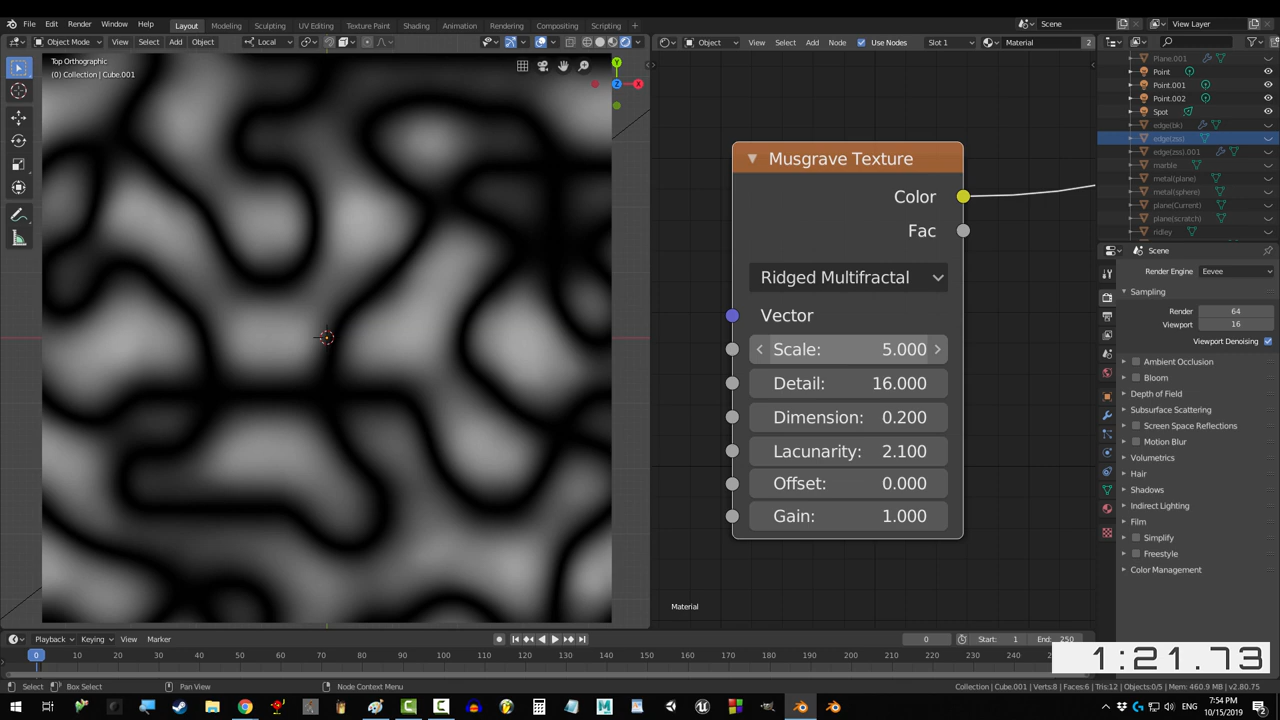 File Edit Render Window Help Layout Modeling Sculpting UV Editing Texture Paint Shading Animation Rendering Compositing Scripting + Scene View Layer
Object Mode View Select Add Object Local Object View Select Add Node Use Nodes Slot 1 Material 2
Top Orthographic
(0) Collection | Cube.001
Y
Z X
Plane.001
Point
Point.001
Point.002
Spot
edge(bk)
edge(zss)
edge(zss).001
marble
metal(plane)
metal(sphere)
plane(Current)
plane(scratch)
ridley
Musgrave Texture
Color
Fac
Ridged Multifractal
Vector
Scale: 5.000
Detail: 16.000
Dimension: 0.200
Lacunarity: 2.100
Offset: 0.000
Gain: 1.000
Material
Scene
Render Engine Eevee
Sampling
Render 64
Viewport 16
Viewport Denoising
Ambient Occlusion
Bloom
Depth of Field
Subsurface Scattering
Screen Space Reflections
Motion Blur
Volumetrics
Hair
Shadows
Indirect Lighting
Film
Simplify
Freestyle
Color Management
Playback Keying View Marker 0 Start: 1 End: 250
0 10 20 30 40 50 60 70 80 90 100 110 120 130 140 150 160 170 180 190 200 210 220 230 240
1:21.73
Select Box Select Pan View Node Context Menu Collection | Cube.001 | Verts:8 | Faces:6 | Tris:12 | Objects:0/5 | Mem: 460.9 MB | v2.80.75
7:54 PM
10/15/2019